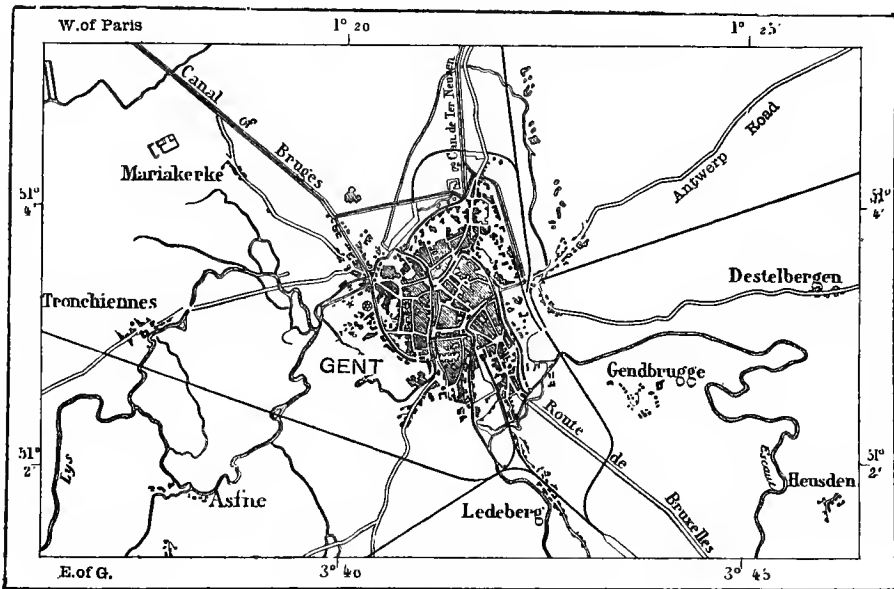 W. of Paris
1° 20
1° 25'
Canal of Bruges
Can. de Ter Neuzen
Antwerp Road
Mariakerke
51° 4'
51° 4'
Destelbergen
Tronchiennes
GENT
Gendbrugge
Route de Bruxelles
51° 2'
51° 2'
Lys
Asfne
Escaut
Heusden
Ledeberg
E. of G.
3° 40
3° 45